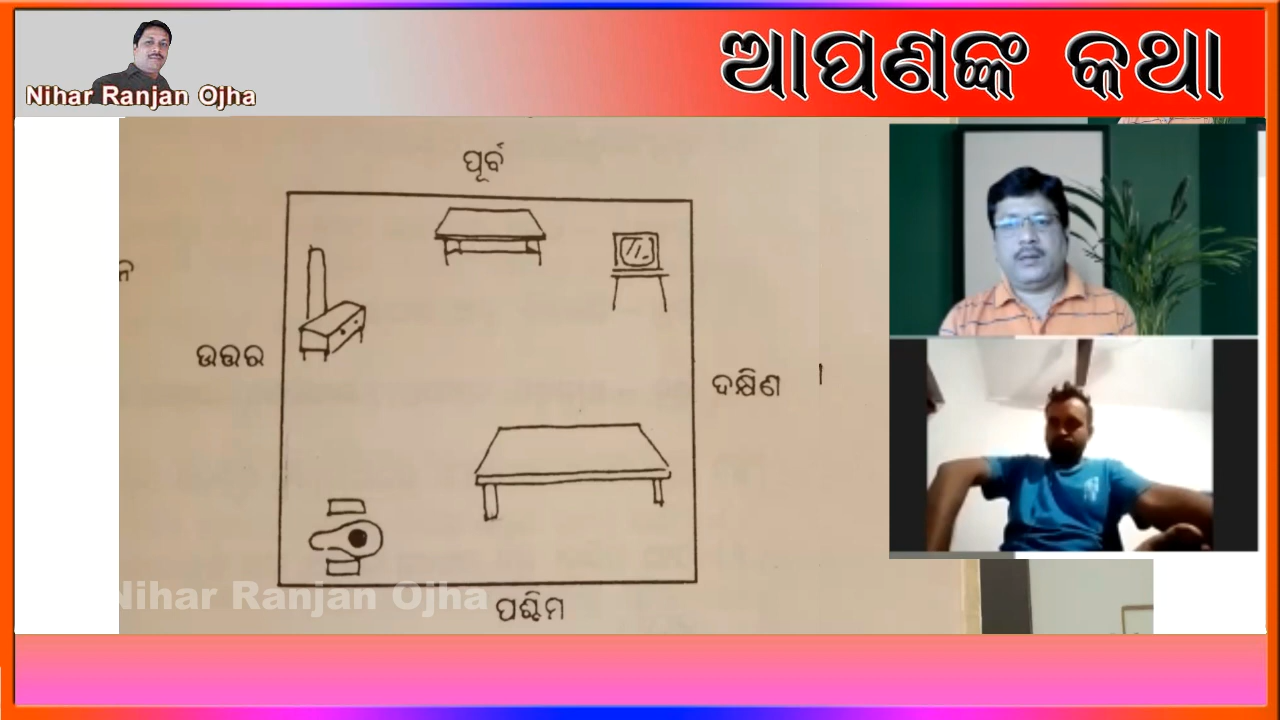 Nihar Ranjan Ojha
ଆପଣଙ୍କ କଥା
ପୂର୍ବ
ଉତ୍ତର
ଦକ୍ଷିଣ
ପଶ୍ଚିମ
Nihar Ranjan Ojha